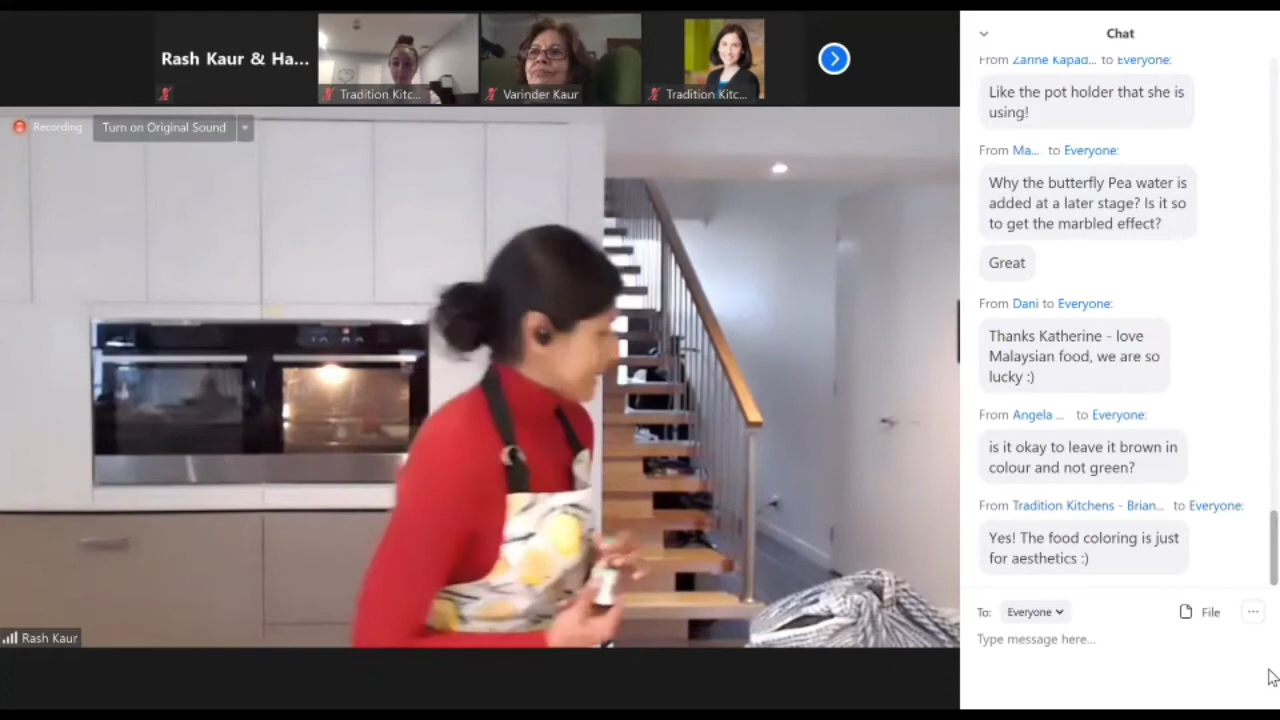 Rash Kaur & Ha...
Tradition Kitc...
Varinder Kaur
Tradition Kitc...
Recording
Turn on Original Sound
Rash Kaur
Chat
From Zarine Kapad... to Everyone:
Like the pot holder that she is
using!
From Ma... to Everyone:
Why the butterfly Pea water is
added at a later stage? Is it so
to get the marbled effect?
Great
From Dani to Everyone:
Thanks Katherine - love
Malaysian food, we are so
lucky :)
From Angela ... to Everyone:
is it okay to leave it brown in
colour and not green?
From Tradition Kitchens - Brian... to Everyone:
Yes! The food coloring is just
for aesthetics :)
To: Everyone
File
Type message here...